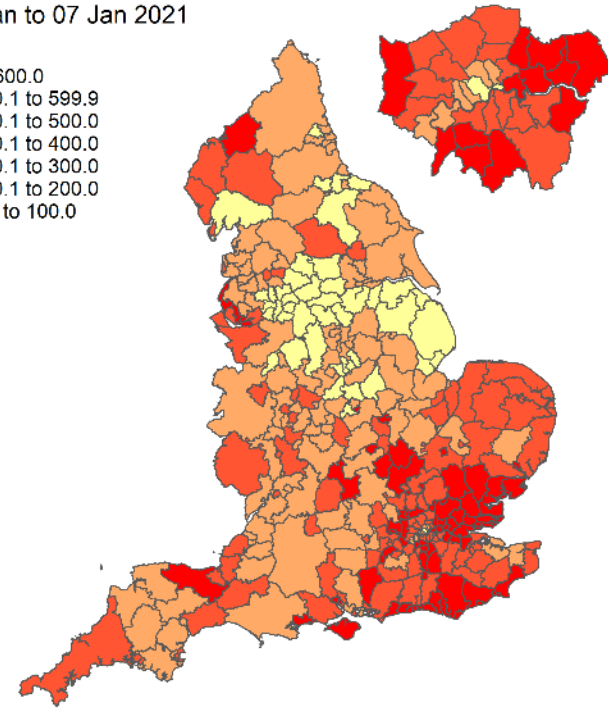 an to 07 Jan 2021
600.0
.1 to 599.9
.1 to 500.0
.1 to 400.0
.1 to 300.0
.1 to 200.0
to 100.0